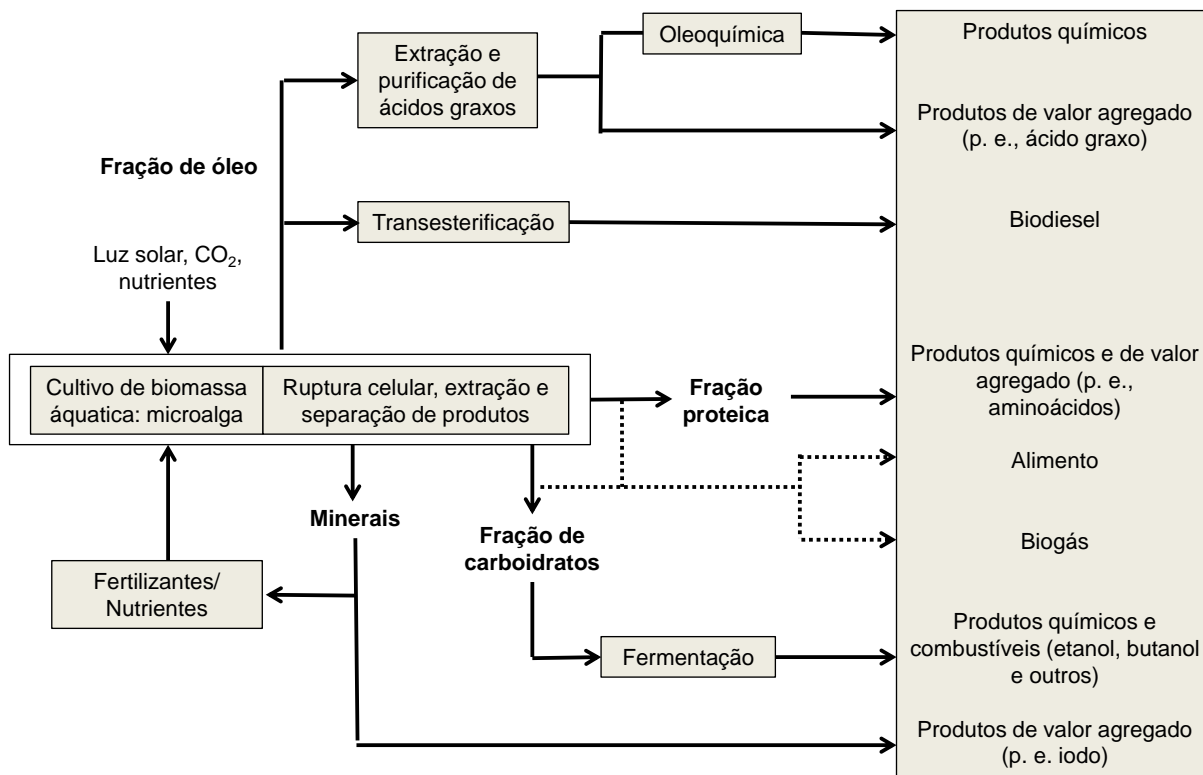 Oleoquímica
Produtos químicos
Extração e
purificação de
ácidos graxos
Produtos de valor agregado
(p. e., ácido graxo)
Fração de óleo
Transesterificação
Biodiesel
Luz solar, CO₂,
nutrientes
Cultivo de biomassa
áquatica: microalga
Ruptura celular, extração e
separação de produtos
Fração
proteica
Produtos químicos e de valor
agregado (p. e.,
aminoácidos)
Alimento
Minerais
Fração de
carboidratos
Biogás
Fertilizantes/
Nutrientes
Fermentação
Produtos químicos e
combustíveis (etanol, butanol
e outros)
Produtos de valor agregado
(p. e. iodo)